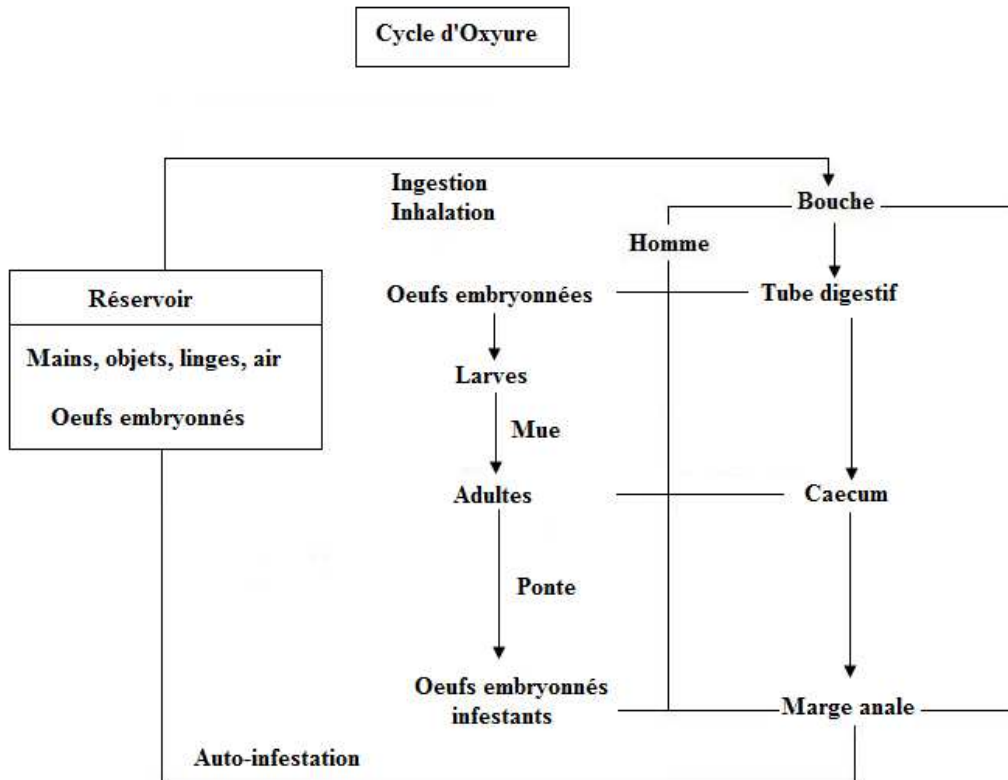 Cycle d'Oxyure
Ingestion
Inhalation
Bouche
Homme
Réservoir
Oeufs embryonnées
Tube digestif
Mains, objets, linges, air
Larves
Oeufs embryonnés
Mue
Adultes
Caecum
Ponte
Oeufs embryonnés
infestants
Marge anale
Auto-infestation